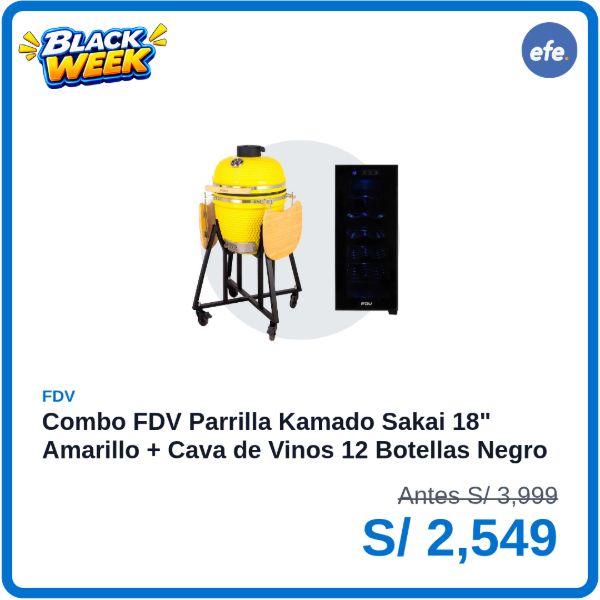 BLACK
WEEK
efe.
FDV
FDV
Combo FDV Parrilla Kamado Sakai 18"
Amarillo + Cava de Vinos 12 Botellas Negro
Antes S/ 3,999
S/ 2,549